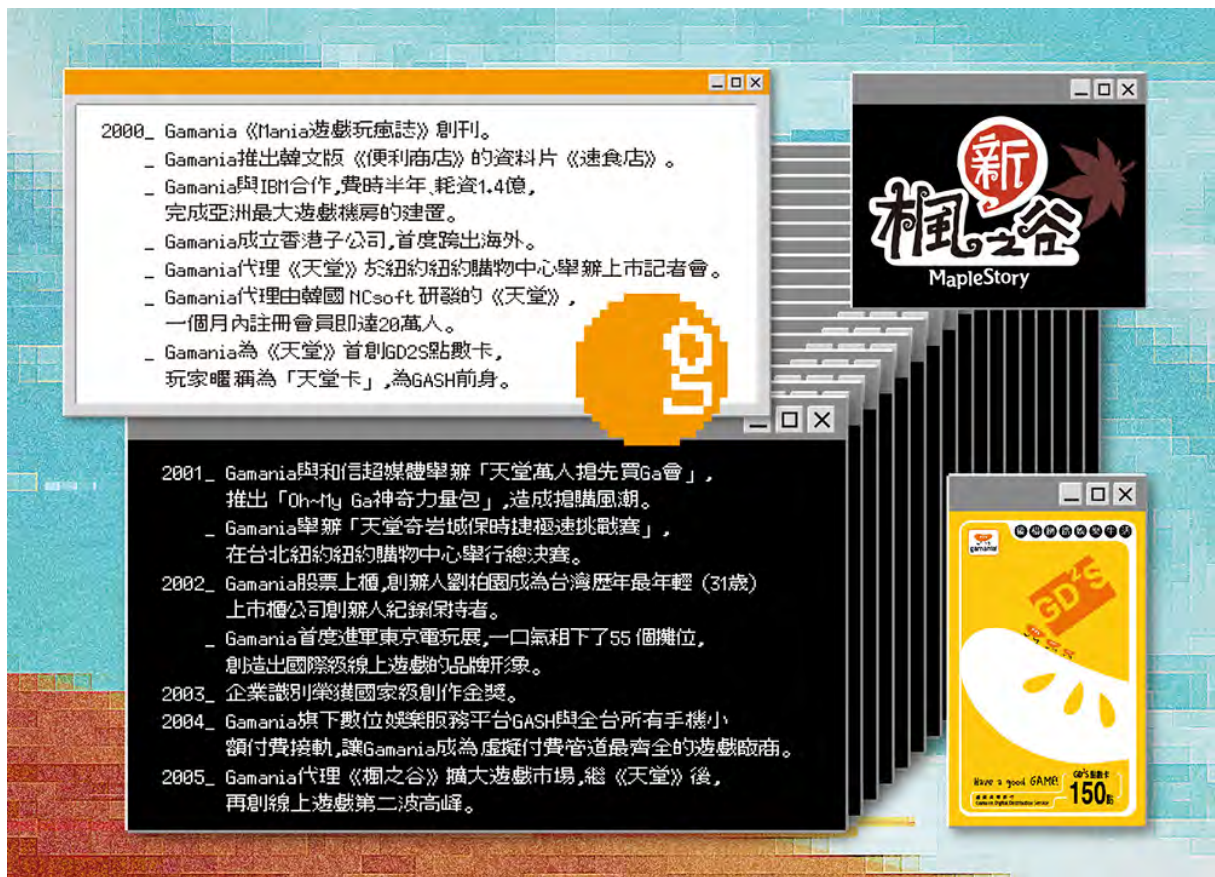 2000_ Gamania《Mania遊戲玩瘋誌》創刊。
_ Gamania推出韓文版《便利商店》的資料片《速食店》。
_ Gamania與IBM合作,費時半年、耗資1.4億,
完成亞洲最大遊戲機房的建置。
_ Gamania成立香港子公司,首度跨出海外。
_ Gamania代理《天堂》於紐約紐約購物中心舉辦上市記者會。
_ Gamania代理由韓國 NCsoft 研發的《天堂》,
一個月內註冊會員即達20萬人。
_ Gamania為《天堂》首創GD2S點數卡,
玩家暱稱為「天堂卡」,為GASH前身。
g
2001_ Gamania與和信超媒體舉辦「天堂萬人搶先買Ga會」,
推出「Oh~My Ga神奇力量包」,造成搶購風潮。
_ Gamania舉辦「天堂奇岩城保時捷極速挑戰賽」,
在台北紐約紐約購物中心舉行總決賽。
2002_ Gamania股票上櫃,創辦人劉柏園成為台灣歷年最年輕 (31歲)
上市櫃公司創辦人紀錄保持者。
_ Gamania首度進軍東京電玩展,一口氣租下了55 個攤位,
創造出國際級線上遊戲的品牌形象。
2003_ 企業識別榮獲國家級創作金獎。
2004_ Gamania旗下數位娛樂服務平台GASH與全台所有手機小
額付費接軌,讓Gamania成為虛擬付費管道最齊全的遊戲廠商。
2005_ Gamania代理《楓之谷》擴大遊戲市場,繼《天堂》後,
再創線上遊戲第二波高峰。
新
楓之谷
MapleStory
gamania
GD²S
Have a good GAME!
GD²S點數卡
150點